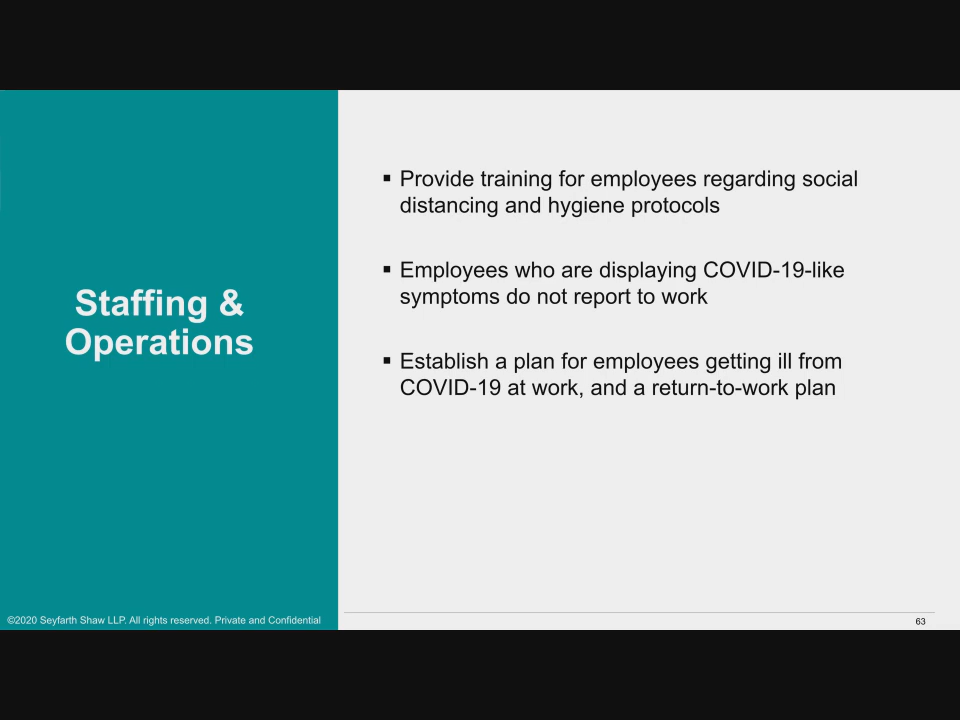 Staffing &
Operations
▪ Provide training for employees regarding social
distancing and hygiene protocols
▪ Employees who are displaying COVID-19-like
symptoms do not report to work
▪ Establish a plan for employees getting ill from
COVID-19 at work, and a return-to-work plan
©2020 Seyfarth Shaw LLP. All rights reserved. Private and Confidential
63